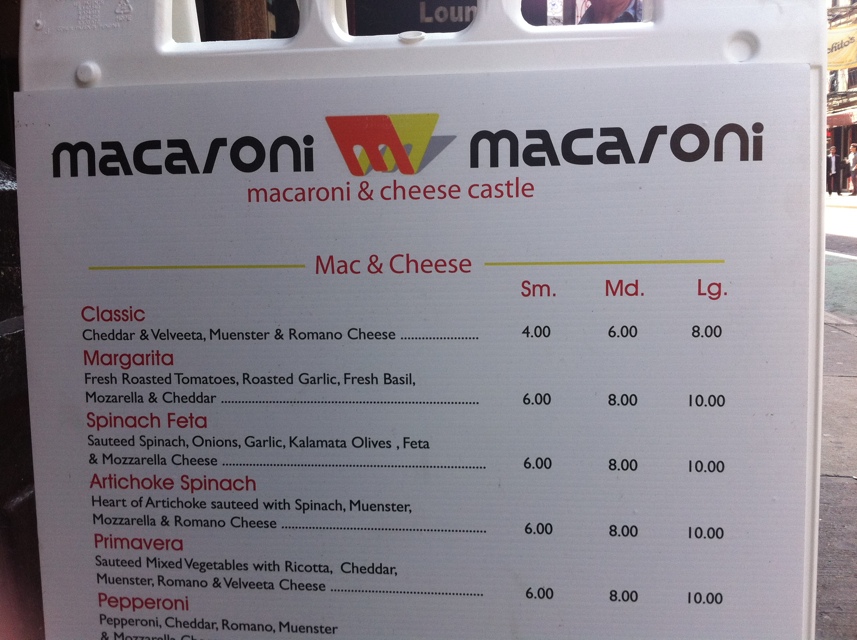 Loun
macaroni macaroni
macaroni & cheese castle
Mac & Cheese
Sm. Md. Lg.
Classic
Cheddar & Velveeta, Muenster & Romano Cheese .................... 4.00 6.00 8.00
Margarita
Fresh Roasted Tomatoes, Roasted Garlic, Fresh Basil,
Mozarella & Cheddar .................................................................. 6.00 8.00 10.00
Spinach Feta
Sauteed Spinach, Onions, Garlic, Kalamata Olives , Feta
& Mozzarella Cheese .................................................................. 6.00 8.00 10.00
Artichoke Spinach
Heart of Artichoke sauteed with Spinach, Muenster,
Mozzarella & Romano Cheese .................................................... 6.00 8.00 10.00
Primavera
Sauteed Mixed Vegetables with Ricotta, Cheddar,
Muenster, Romano & Velveeta Cheese ....................................... 6.00 8.00 10.00
Pepperoni
Pepperoni, Cheddar, Romano, Muenster
& Mozzarella